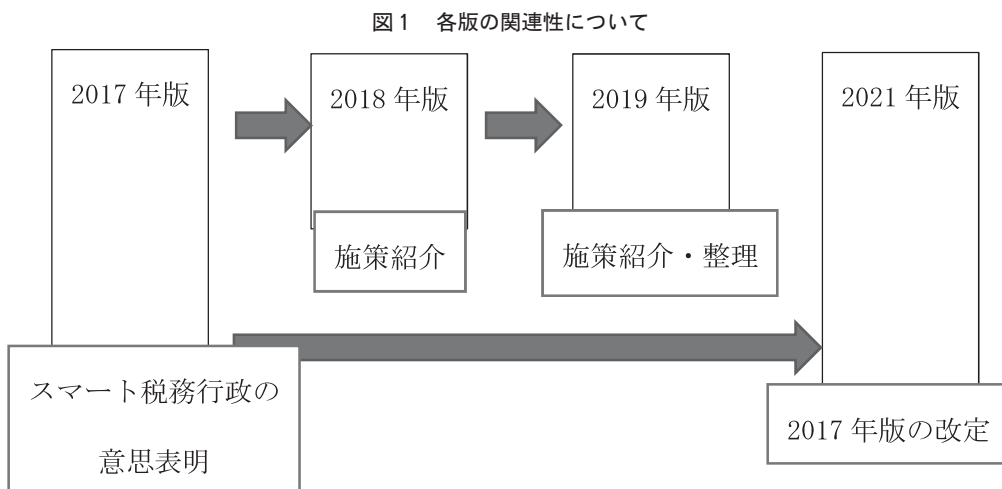 図1 各版の関連性について
2017 年版
2018 年版
2019 年版
2021 年版
施策紹介
施策紹介・整理
スマート税務行政の
意思表明
2017 年版の改定